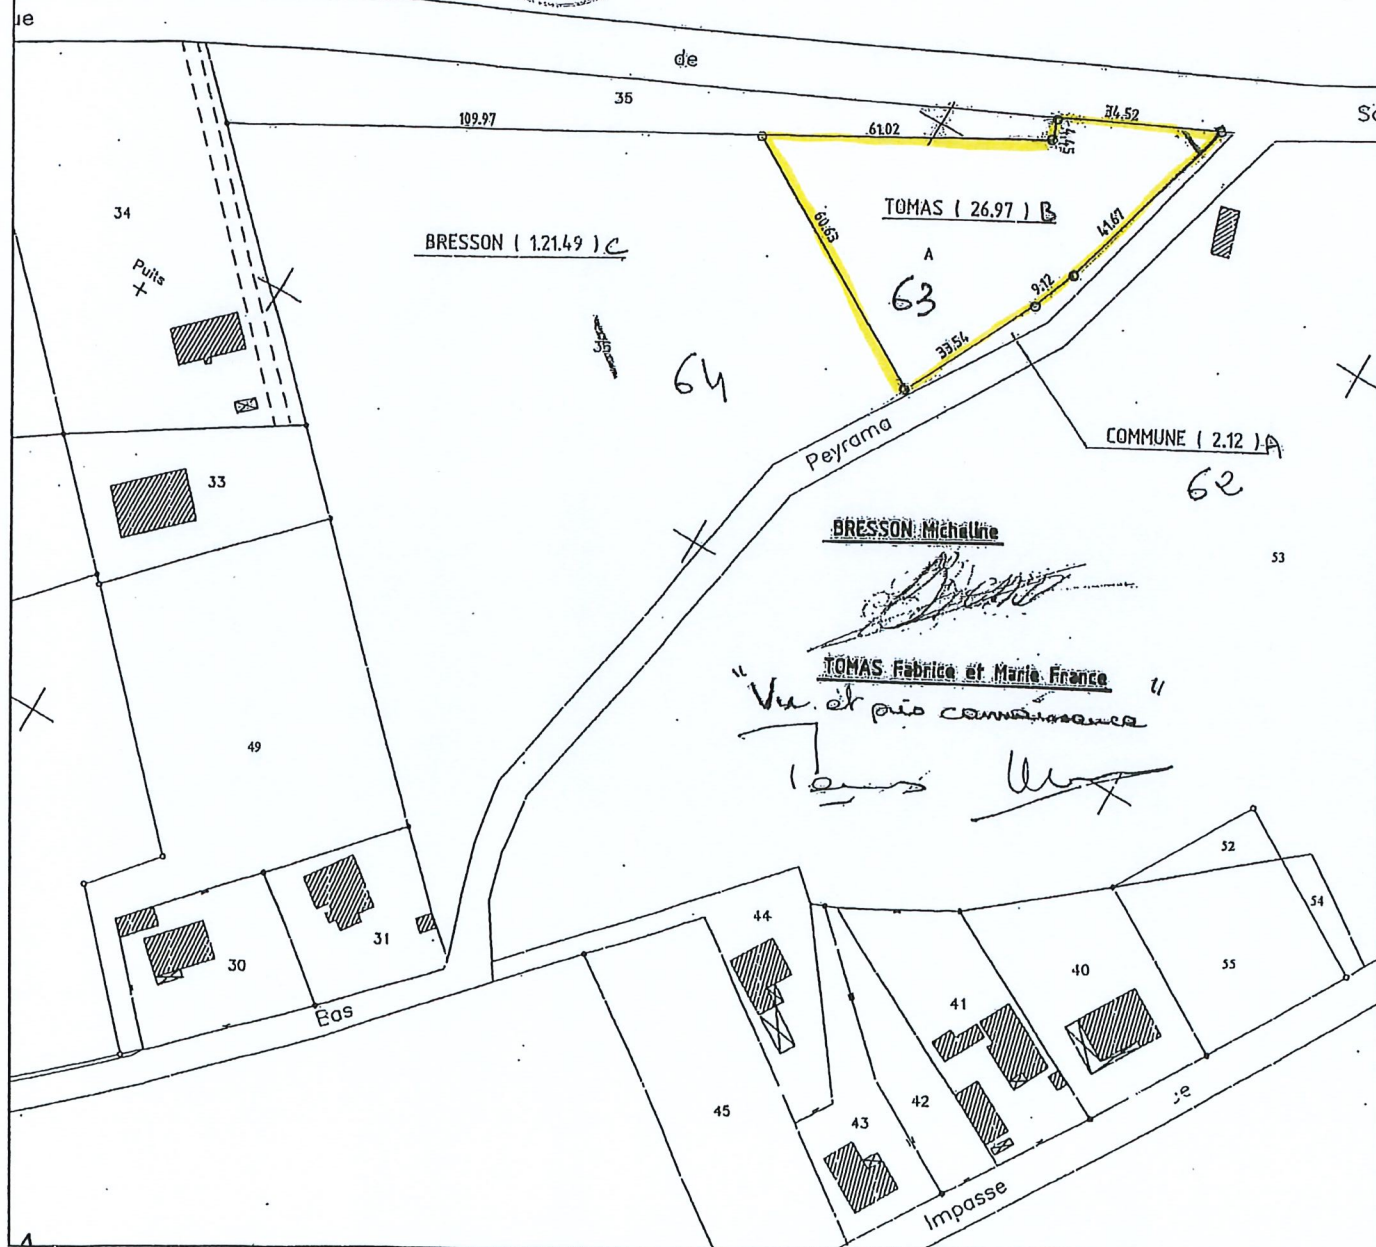 ue
de
Sa
35
109.97
61.02
4.45
34.52
34
Puits
BRESSON ( 1.21.49 ) C
TOMAS ( 26.97 ) B
A
63
60.63
41.67
9.12
33.54
35
64
Peyrama
COMMUNE ( 2.12 ) A
62
33
BRESSON Micheline
53
TOMAS Fabrice et Marie France
"Vu et pris connaissance"
49
52
54
44
31
30
40
55
41
Bas
45
42
43
Impasse